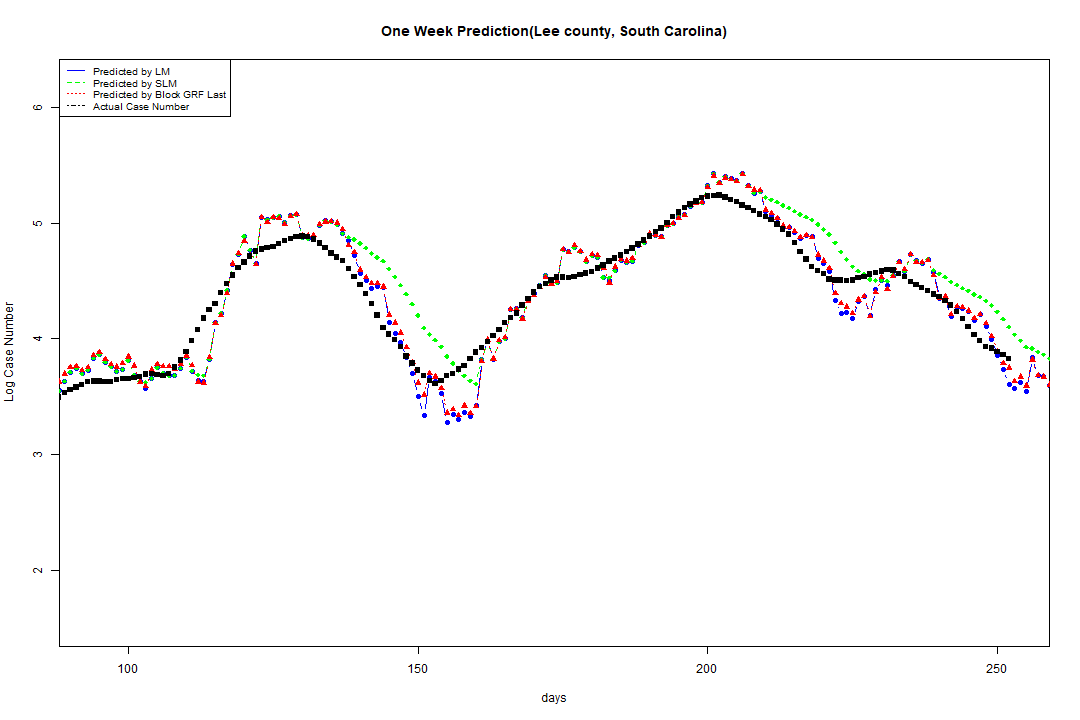 One Week Prediction(Lee county, South Carolina)
Predicted by LM
Predicted by SLM
Predicted by Block GRF Last
Actual Case Number
6
5
4
3
2
Log Case Number
100 150 200 250
days